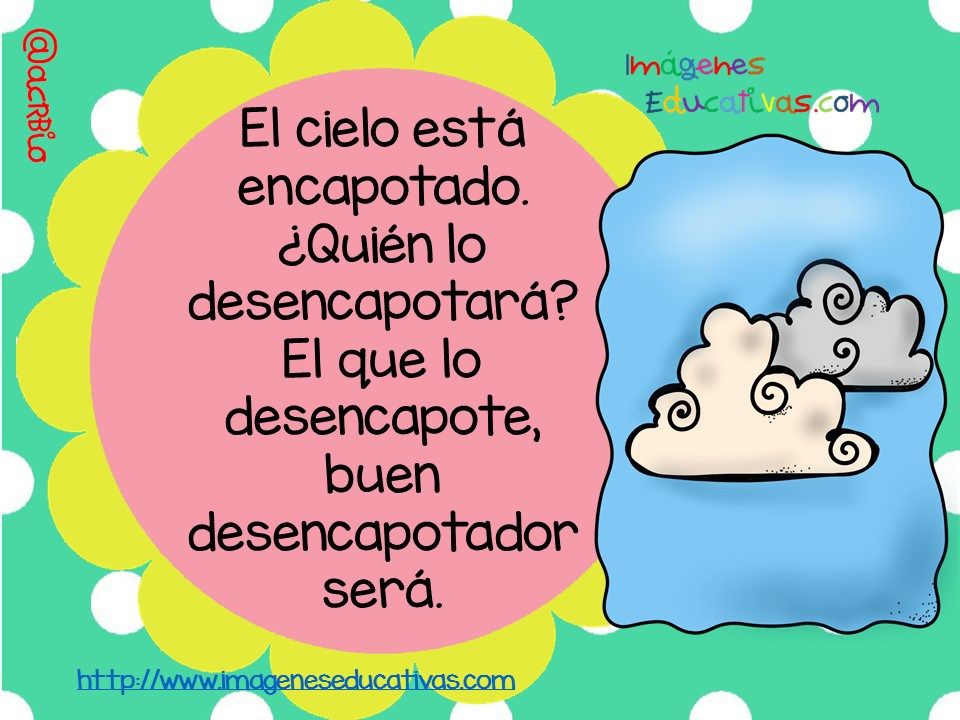 @acrbio
Imágenes
Educativas.com
El cielo está
encapotado.
¿Quién lo
desencapotará?
El que lo
desencapote,
buen
desencapotador
será.
http://www.imageneseducativas.com